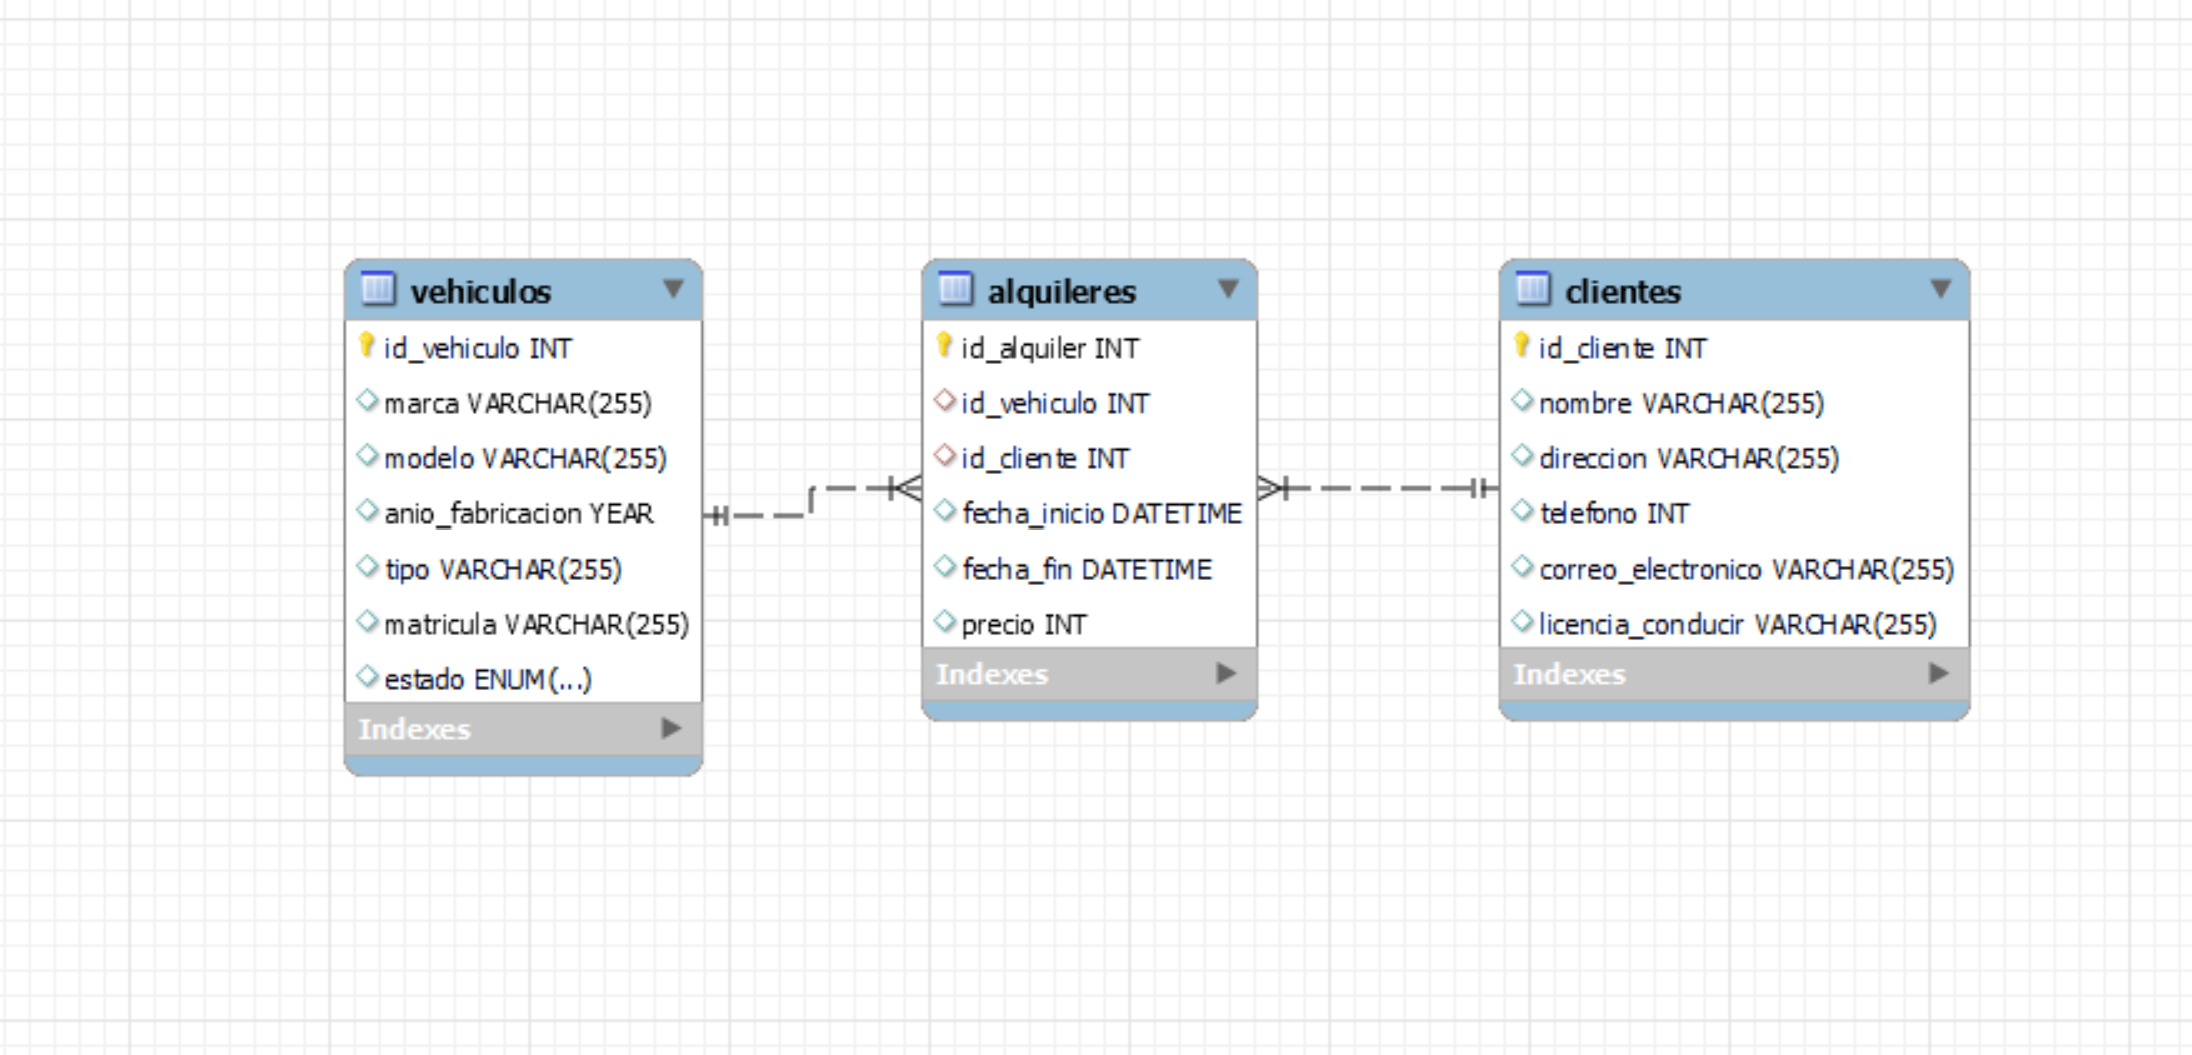 vehiculos
id_vehiculo INT
marca VARCHAR(255)
modelo VARCHAR(255)
anio_fabricacion YEAR
tipo VARCHAR(255)
matricula VARCHAR(255)
estado ENUM(...)
Indexes
alquileres
id_alquiler INT
id_vehiculo INT
id_cliente INT
fecha_inicio DATETIME
fecha_fin DATETIME
precio INT
Indexes
clientes
id_cliente INT
nombre VARCHAR(255)
direccion VARCHAR(255)
telefono INT
correo_electronico VARCHAR(255)
licencia_conducir VARCHAR(255)
Indexes